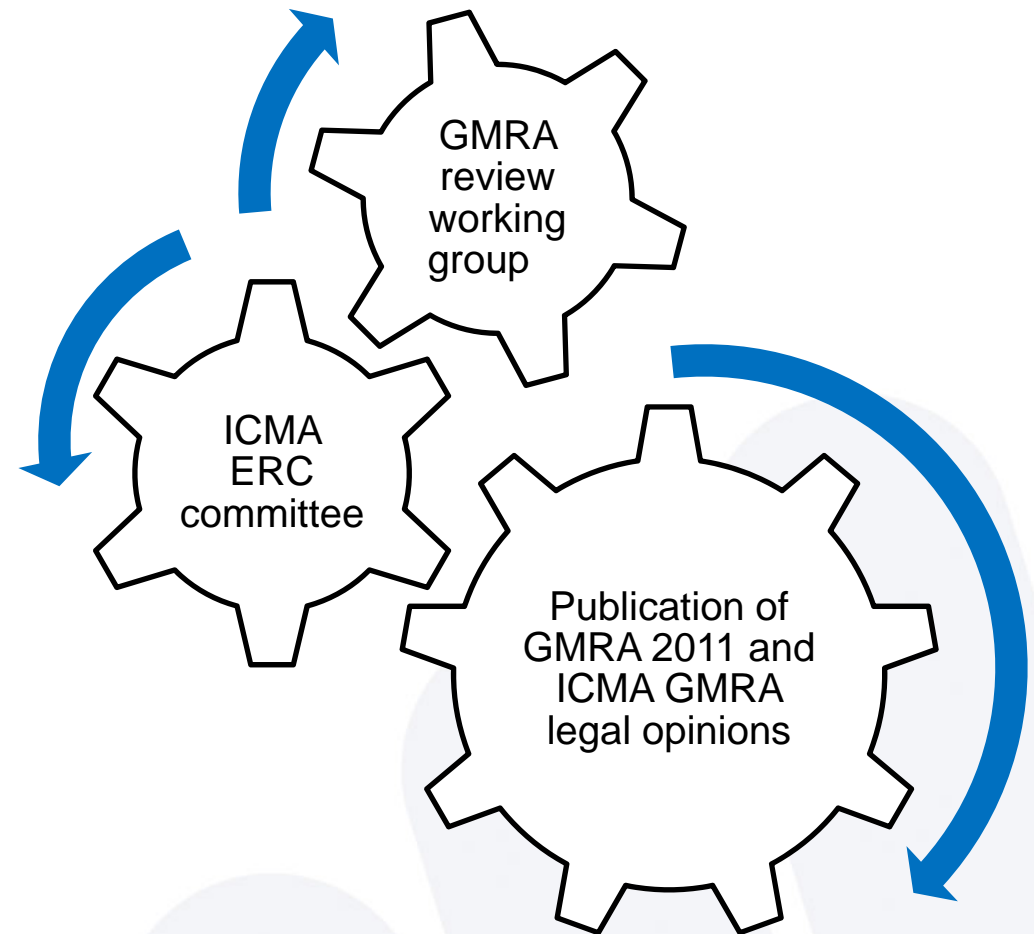 GMRA
review
working
group
ICMA
ERC
committee
Publication of
GMRA 2011 and
ICMA GMRA
legal opinions